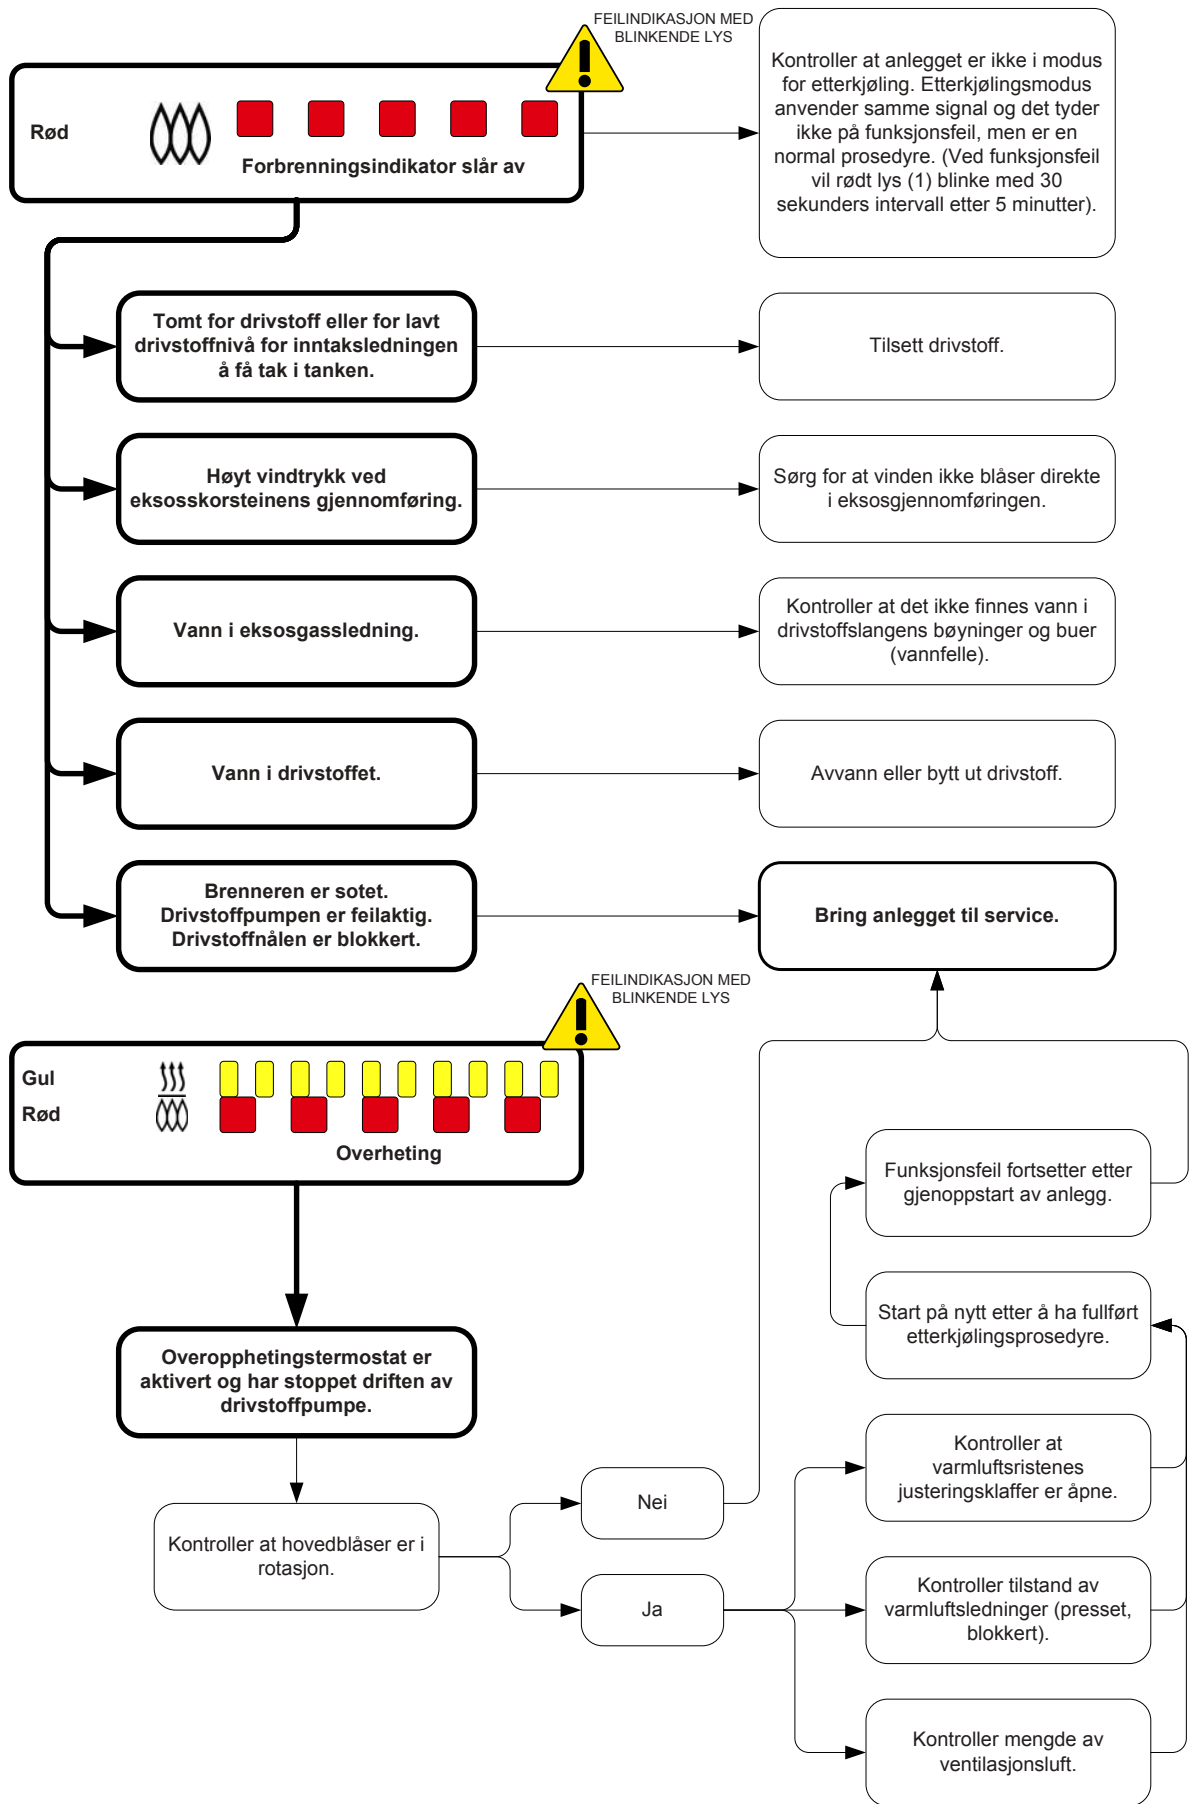 FEILINDIKASJON MED
BLINKENDE LYS
Rød
Forbrenningsindikator slår av
Kontroller at anlegget er ikke i modus
for etterkjøling. Etterkjølingsmodus
anvender samme signal og det tyder
ikke på funksjonsfeil, men er en
normal prosedyre. (Ved funksjonsfeil
vil rødt lys (1) blinke med 30
sekunders intervall etter 5 minutter).
Tomt for drivstoff eller for lavt
drivstoffnivå for inntaksledningen
å få tak i tanken.
Tilsett drivstoff.
Høyt vindtrykk ved
eksosskorsteinens gjennomføring.
Sørg for at vinden ikke blåser direkte
i eksosgjennomføringen.
Vann i eksosgassledning.
Kontroller at det ikke finnes vann i
drivstoffslangens bøyninger og buer
(vannfelle).
Vann i drivstoffet.
Avvann eller bytt ut drivstoff.
Brenneren er sotet.
Drivstoffpumpen er feilaktig.
Drivstoffnålen er blokkert.
Bring anlegget til service.
FEILINDIKASJON MED
BLINKENDE LYS
Gul
Rød
Overheting
Funksjonsfeil fortsetter etter
gjenoppstart av anlegg.
Start på nytt etter å ha fullført
etterkjølingsprosedyre.
Overopphetingstermostat er
aktivert og har stoppet driften av
drivstoffpumpe.
Kontroller at hovedblåser er i
rotasjon.
Nei
Ja
Kontroller at
varmluftsristenes
justeringsklaffer er åpne.
Kontroller tilstand av
varmluftsledninger (presset,
blokkert).
Kontroller mengde av
ventilasjonsluft.